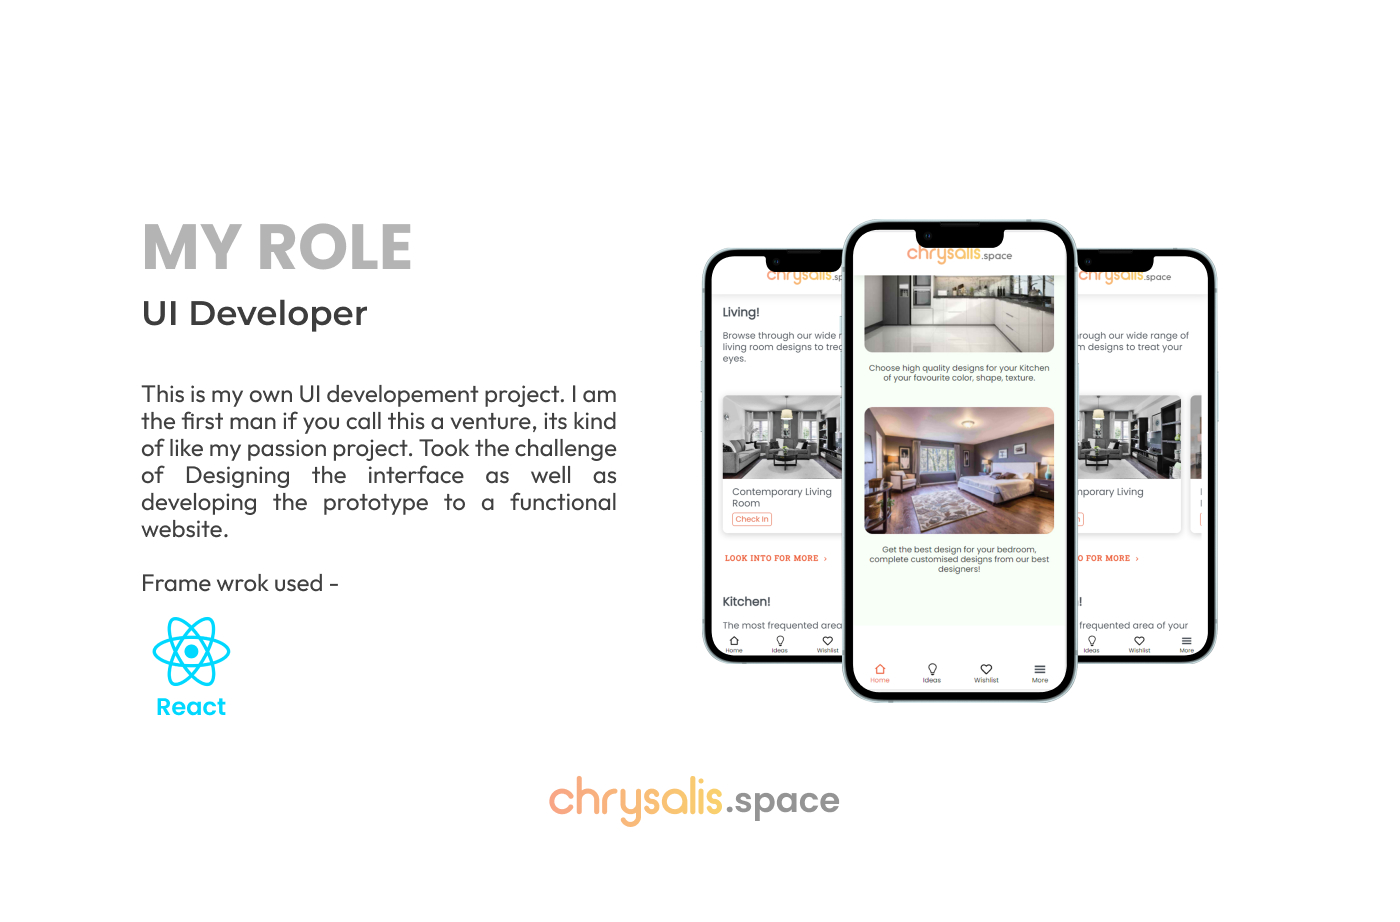 MY ROLE
UI Developer
This is my own UI developement project. I am
the first man if you call this a venture, its kind
of like my passion project. Took the challenge
of Designing the interface as well as
developing the prototype to a functional
website.
Frame wrok used -
React
chrysalis.sp
Living!
Browse through our wide r
living room designs to trea
eyes.
Contemporary Living
Room
Check In
LOOK INTO FOR MORE ›
Kitchen!
The most frequented area
Home Ideas Wishlist
chrysalis.space
Choose high quality designs for your Kitchen
of your favourite color, shape, texture.
Get the best design for your bedroom,
complete customised designs from our best
designers!
Home Ideas Wishlist More
chrysalis.space
rough our wide range of
m designs to treat your
nporary Living
n
O FOR MORE ›
!
frequented area of your
Ideas Wishlist More
chrysalis.space